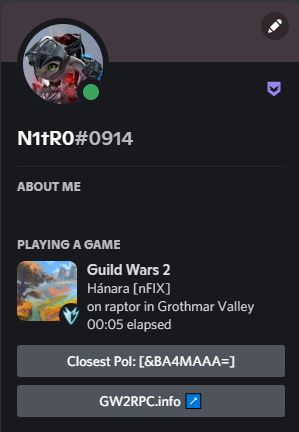 N1tR0#0914
ABOUT ME
PLAYING A GAME
Guild Wars 2
Hánara [nFIX]
on raptor in Grothmar Valley
00:05 elapsed
Closest PoI: [&BA4MAAA=]
GW2RPC.info